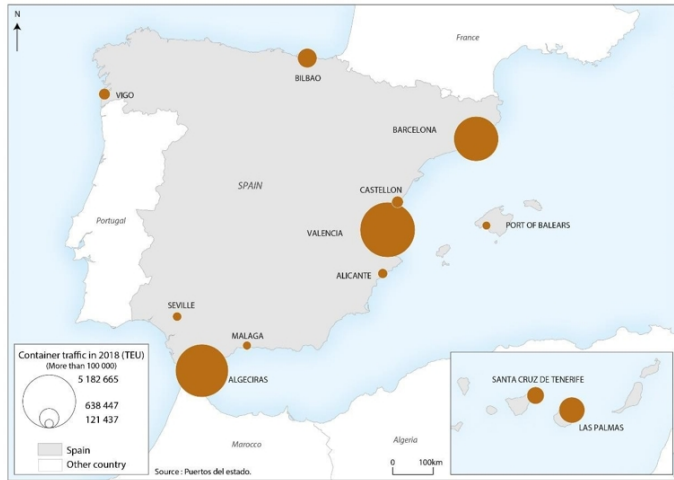 N
France
BILBAO
VIGO
BARCELONA
SPAIN
CASTELLON
Portugal
VALENCIA
PORT OF BALEARS
ALICANTE
SEVILLE
MALAGA
ALGECIRAS
Container traffic in 2018 (TEU)
(More than 100 000)
5 182 665
638 447
121 437
Spain
Other country
Morocco
Algeria
Source : Puertos del estado.
0 100km
SANTA CRUZ DE TENERIFE
LAS PALMAS